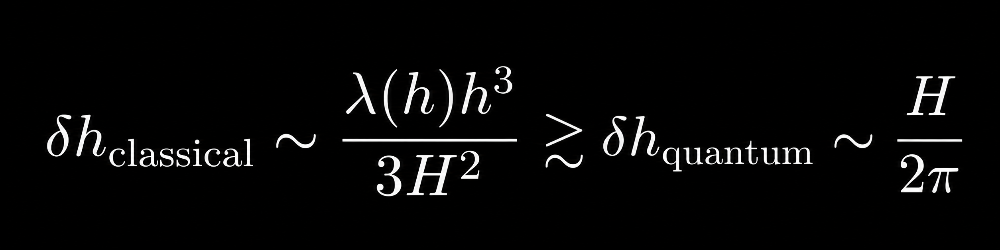 δh_classical ∼ λ(h)h³ / 3H² ≳ δh_quantum ∼ H / 2π